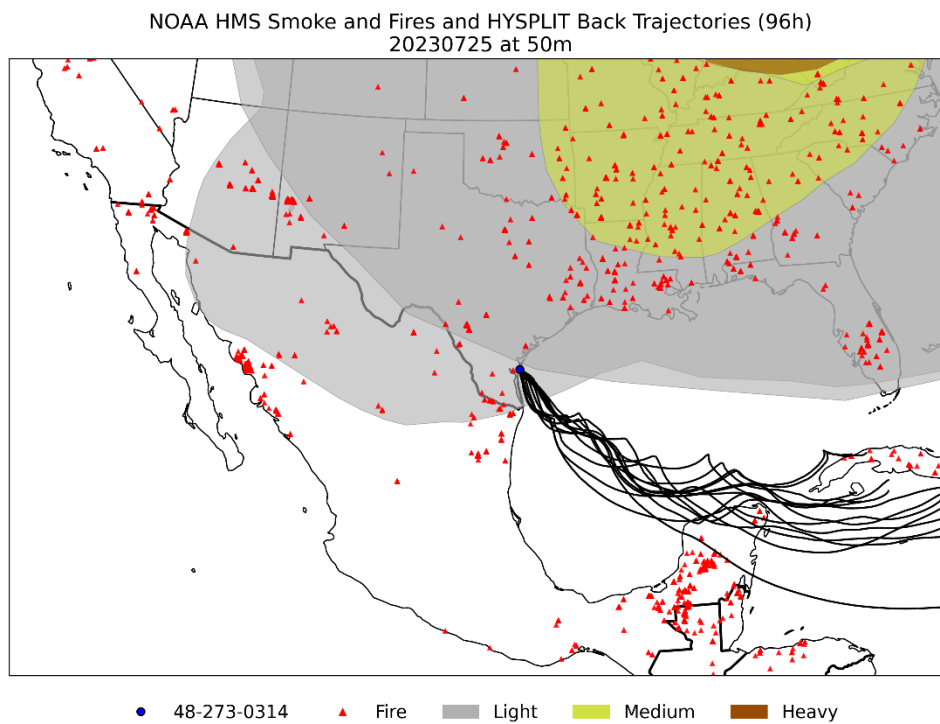 NOAA HMS Smoke and Fires and HYSPLIT Back Trajectories (96h)
20230725 at 50m
48-273-0314 Fire Light Medium Heavy